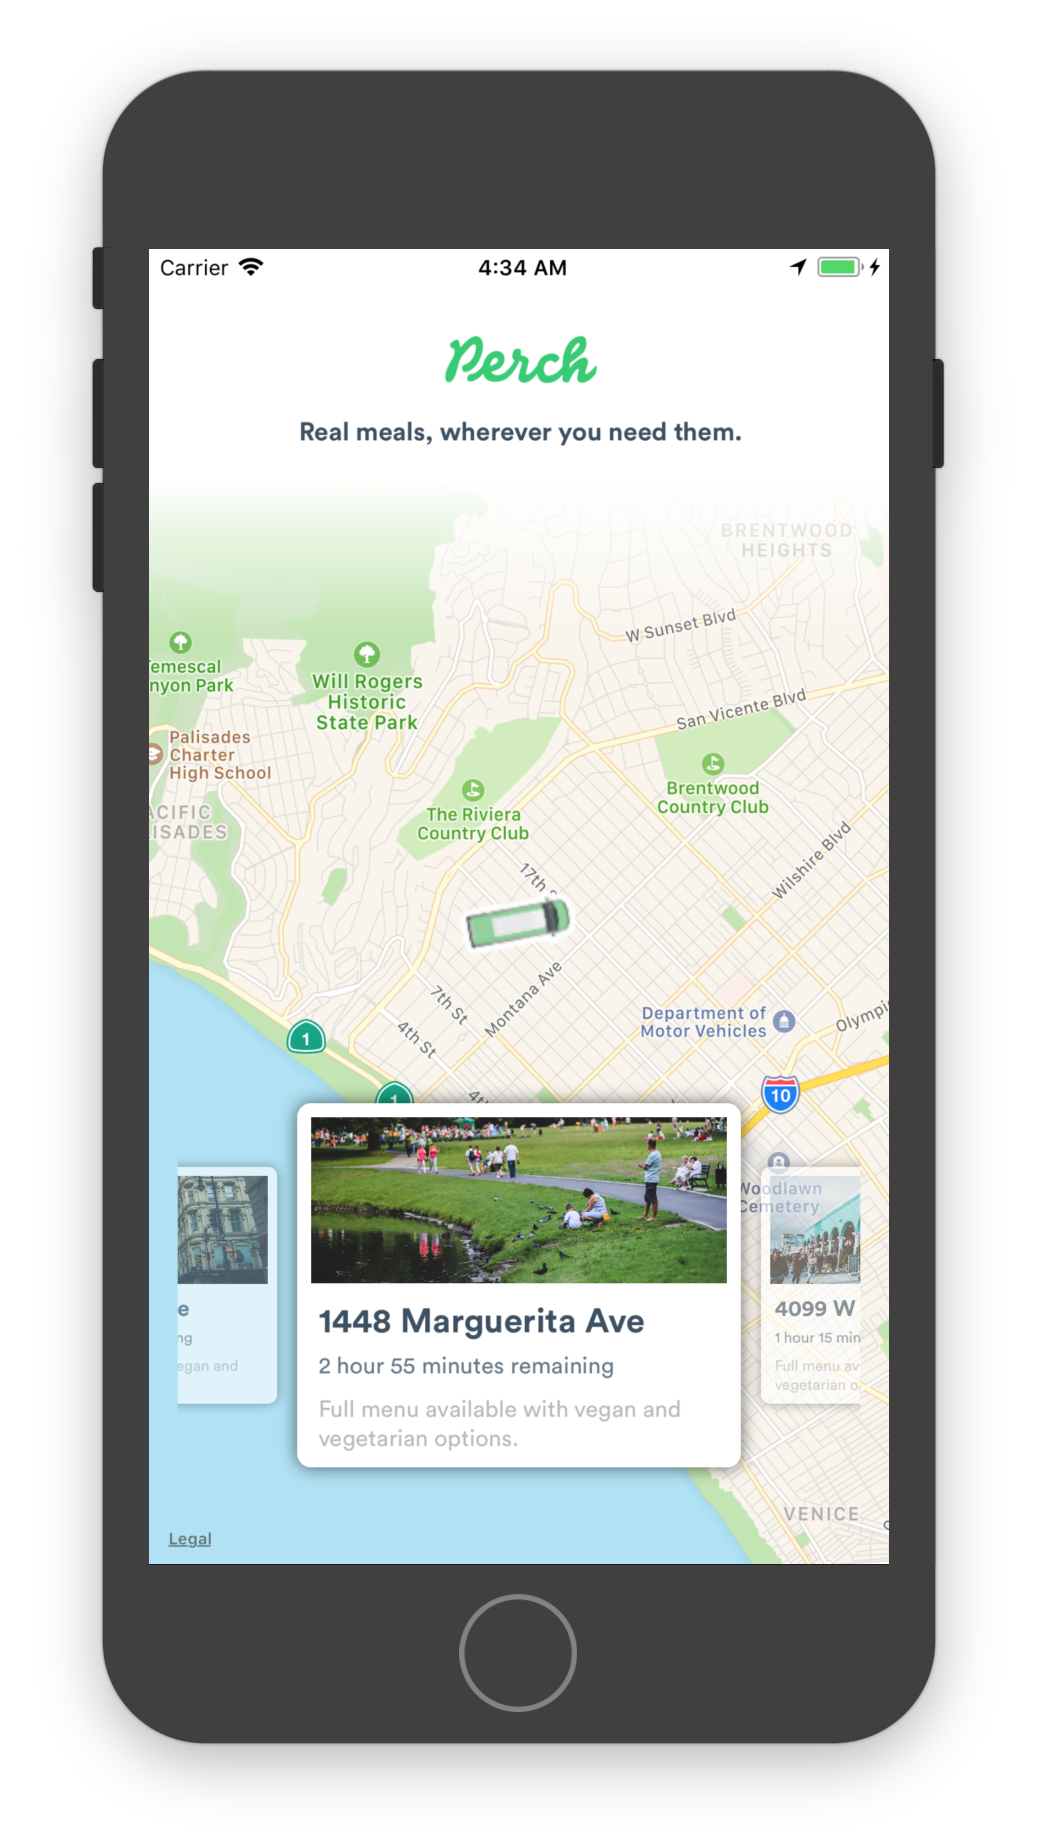 Carrier
4:34 AM
Perch
Real meals, wherever you need them.
BRENTWOOD
HEIGHTS
W Sunset Blvd
emescal
nyon Park
Will Rogers
Historic
State Park
San Vicente Blvd
Palisades
Charter
High School
Brentwood
Country Club
The Riviera
Country Club
ACIFIC
ISADES
Wilshire Blvd
17th
7th St
Montana Ave
4th St
Department of
Motor Vehicles
Olympic
1
1
10
4th
Woodlawn
Cemetery
e
ng
egan and
1448 Marguerita Ave
2 hour 55 minutes remaining
Full menu available with vegan and
vegetarian options.
4099 W
1 hour 15 min
Full menu av
vegetarian o
VENICE
Legal